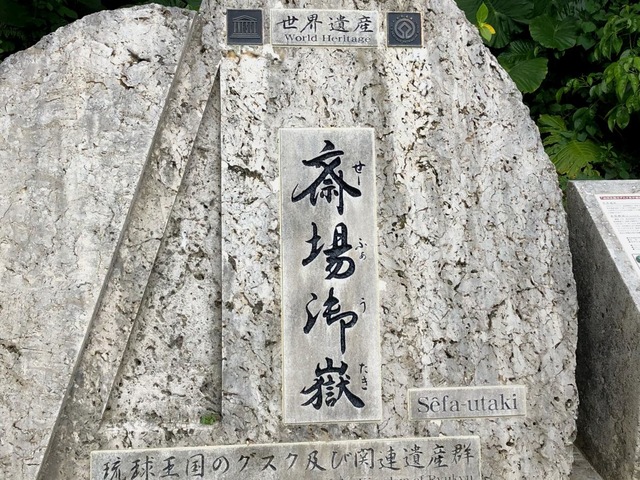 世界遺産
World Heritage
斎場御嶽
せーふぁうたき
Sêfa-utaki
琉球王国のグスク及び関連遺産群